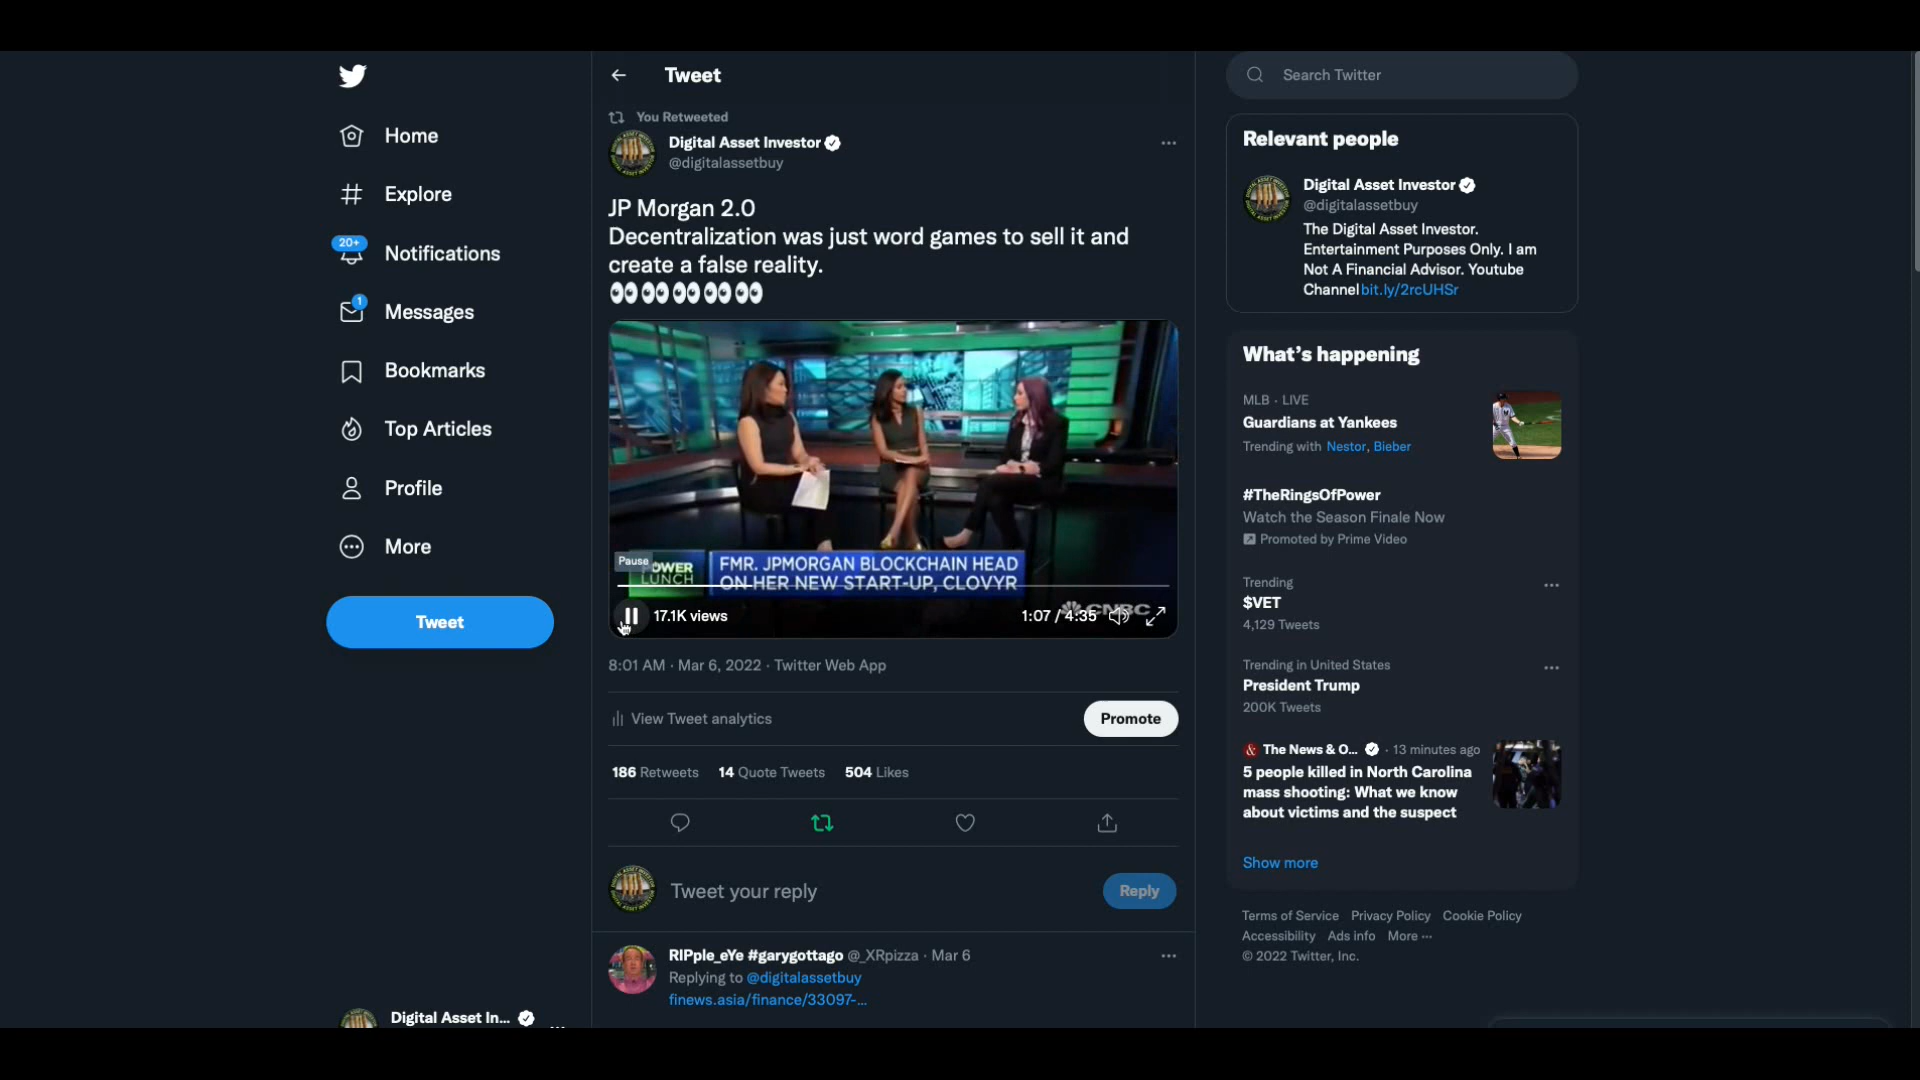 Home
Explore
20+
Notifications
1
Messages
Bookmarks
Top Articles
Profile
More
Tweet
Digital Asset In...
Tweet
You Retweeted
Digital Asset Investor
@digitalassetbuy
JP Morgan 2.0
Decentralization was just word games to sell it and
create a false reality.
👀👀👀👀👀
Pause
LUNCH
FMR. JPMORGAN BLOCKCHAIN HEAD
ON HER NEW START-UP, CLOVYR
17.1K views
1:07 / 4:35
CNBC
8:01 AM · Mar 6, 2022 · Twitter Web App
View Tweet analytics
Promote
186 Retweets 14 Quote Tweets 504 Likes
Tweet your reply
Reply
RIPple_eYe #garygottago @_XRpizza · Mar 6
Replying to @digitalassetbuy
finews.asia/finance/33097-...
Search Twitter
Relevant people
Digital Asset Investor
@digitalassetbuy
The Digital Asset Investor.
Entertainment Purposes Only. I am
Not A Financial Advisor. Youtube
Channel bit.ly/2rcUHSr
What's happening
MLB · LIVE
Guardians at Yankees
Trending with Nestor, Bieber
#TheRingsOfPower
Watch the Season Finale Now
Promoted by Prime Video
Trending
$VET
4,129 Tweets
Trending in United States
President Trump
200K Tweets
The News & O... · 13 minutes ago
5 people killed in North Carolina
mass shooting: What we know
about victims and the suspect
Show more
Terms of Service Privacy Policy Cookie Policy
Accessibility Ads info More ...
© 2022 Twitter, Inc.